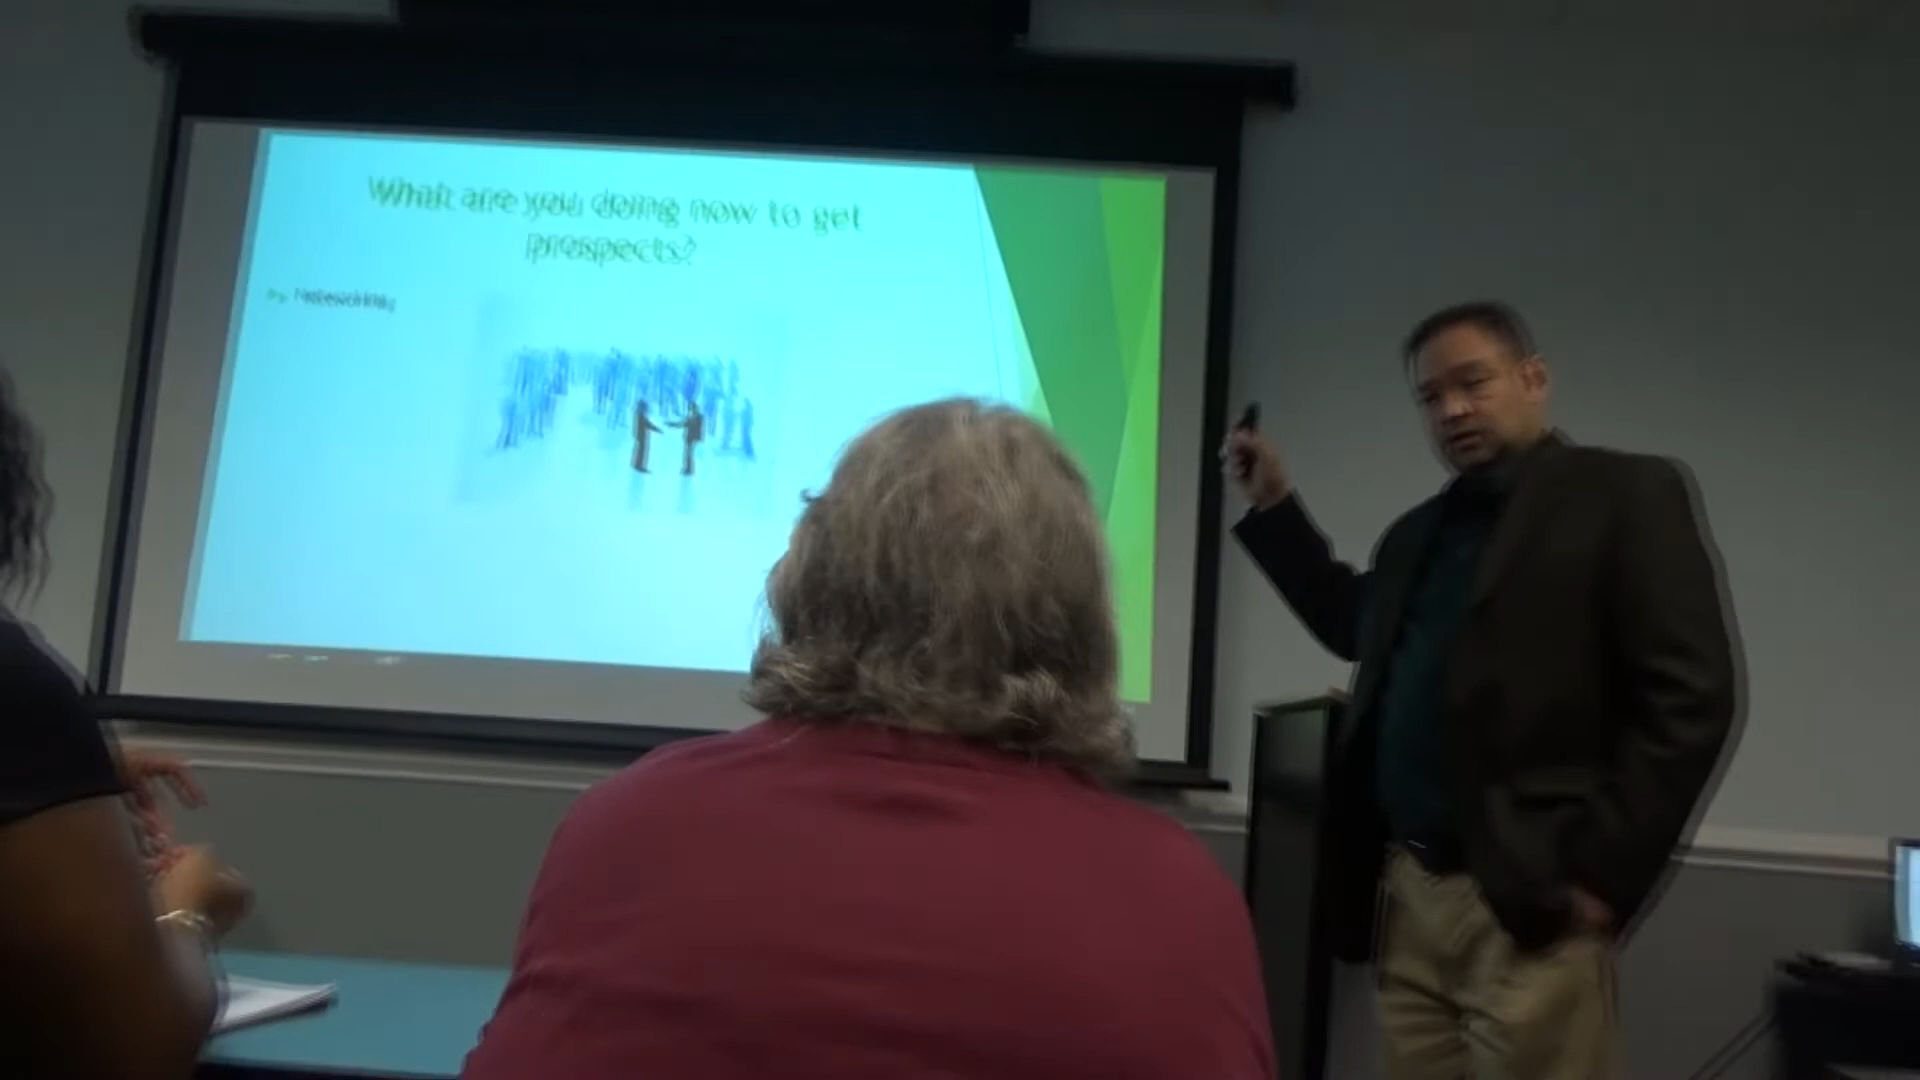 What are you doing now to get
prospects?
Networking